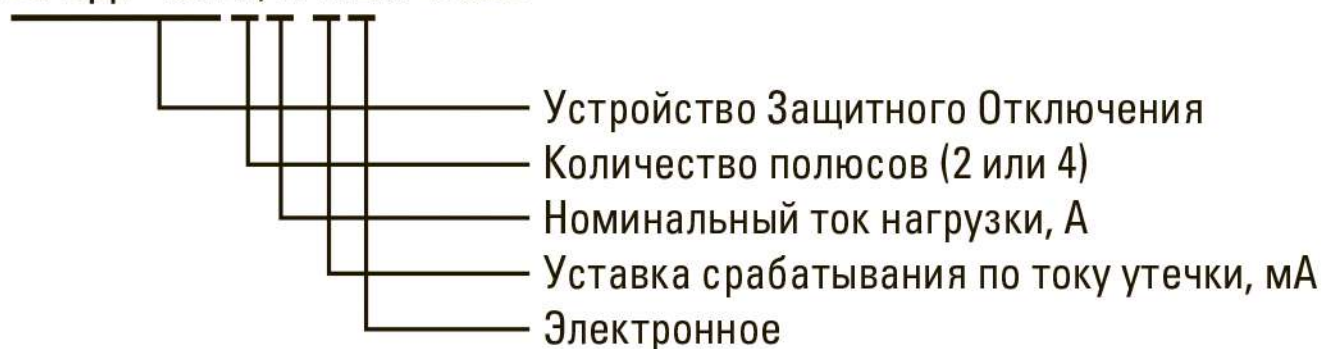 Устройство Защитного Отключения
Количество полюсов (2 или 4)
Номинальный ток нагрузки, А
Уставка срабатывания по току утечки, мА
Электронное